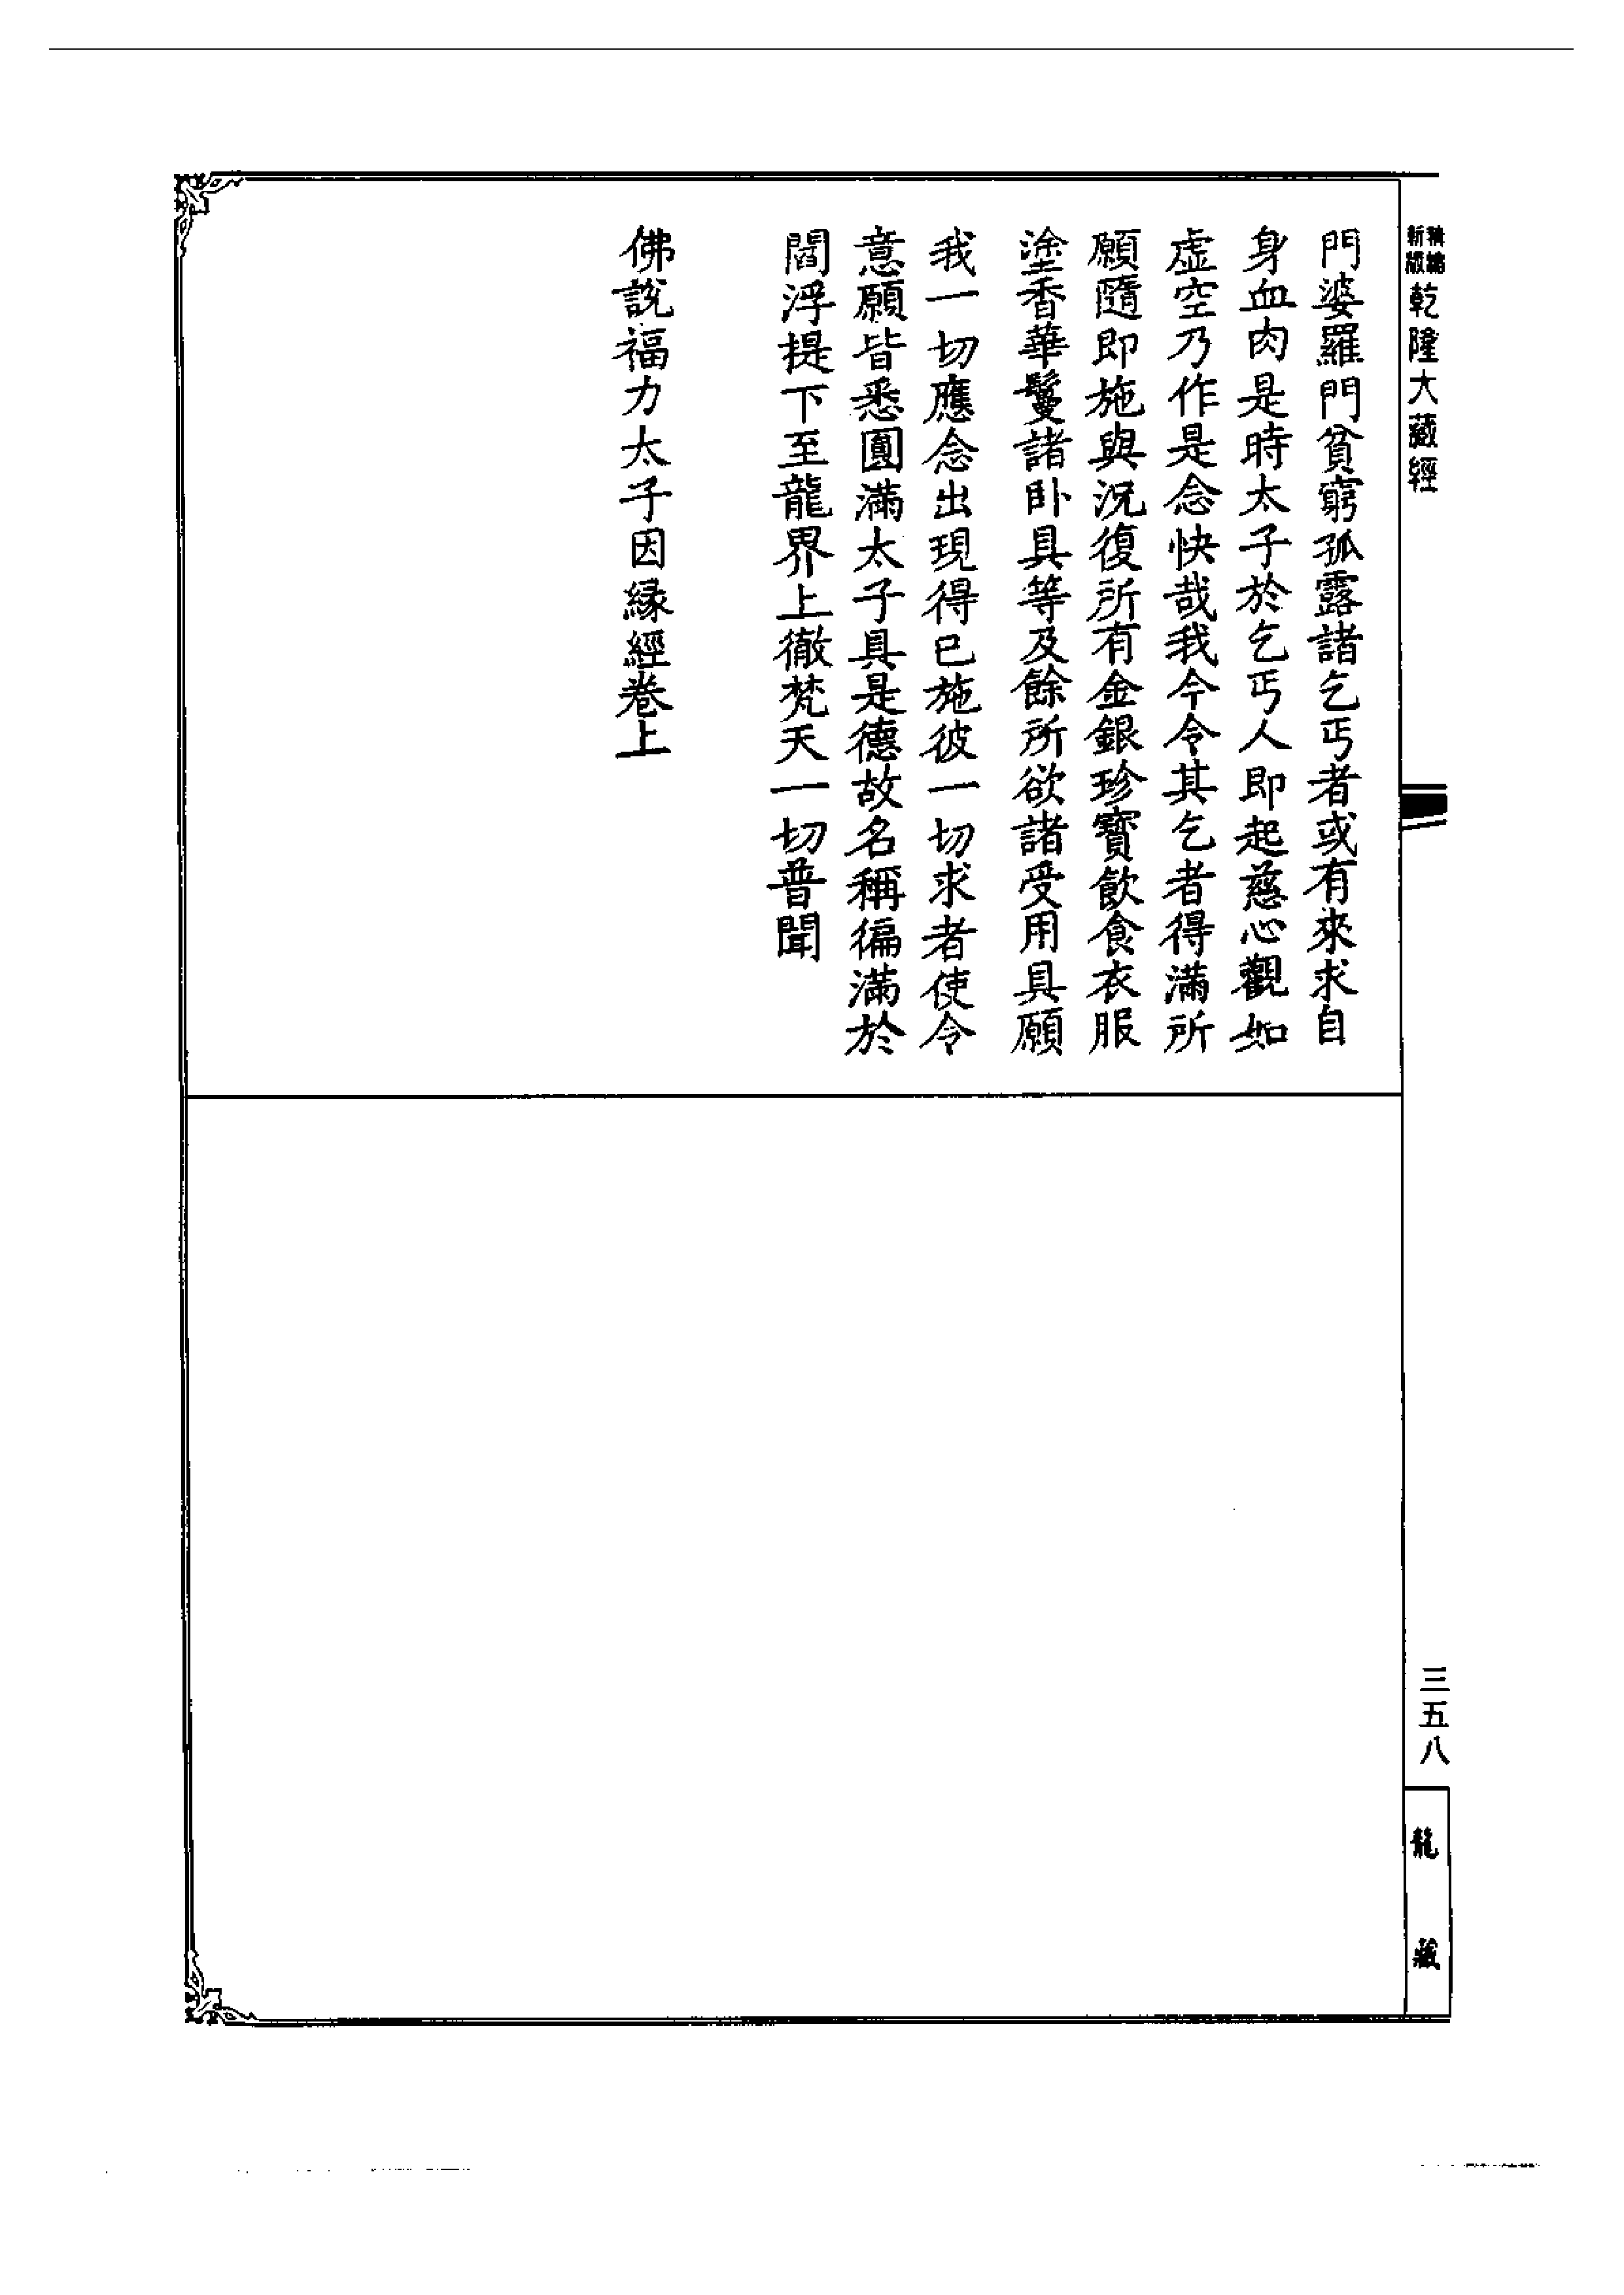 精編新版乾隆大藏經
門婆羅門貧窮孤露諸乞丐者或有來求自
身血肉是時太子於乞丐人即起慈心觀如
虛空乃作是念快哉我今令其乞者得滿所
願隨即施與況復所有金銀珍寶飲食衣服
塗香華鬘諸卧具等及餘所欲諸受用具願
我一切應念出現得已施彼一切求者使令
意願皆悉圓滿太子具是德故名稱徧滿於
閻浮提下至龍界上徹梵天一切普聞
佛說福力太子因緣經卷上
三五八
龍藏